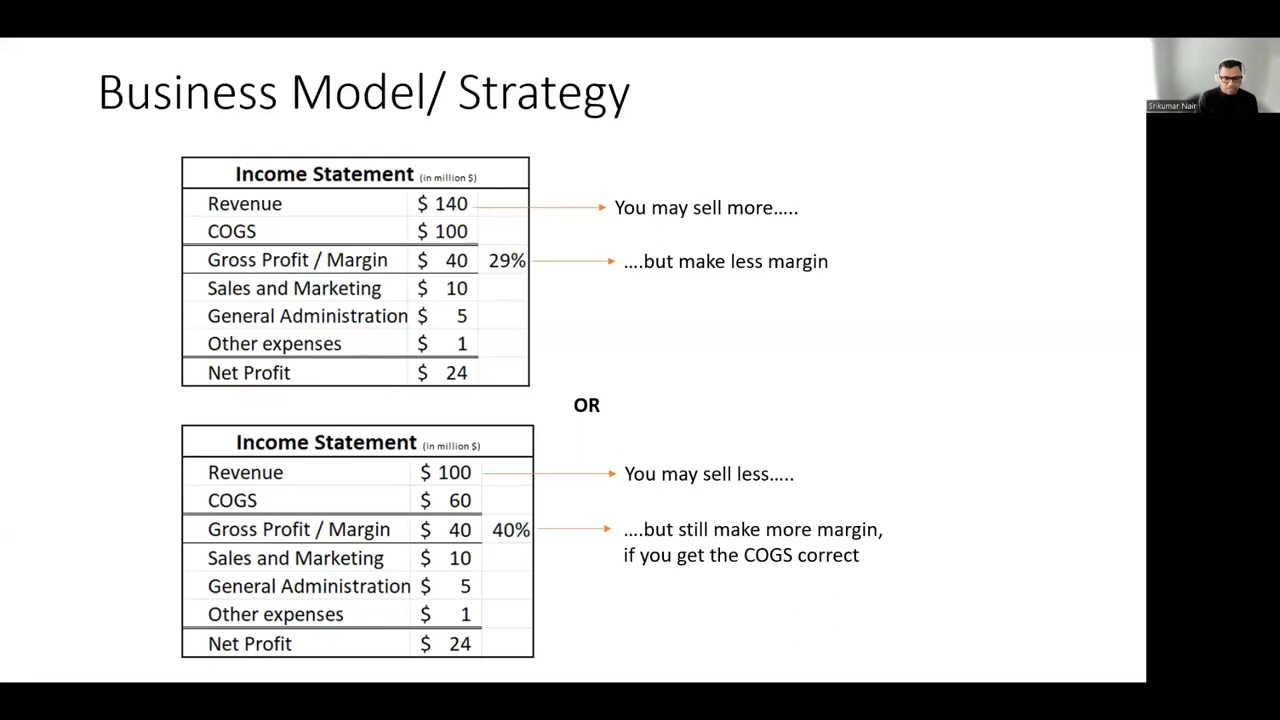 Business Model/ Strategy
Srikumar Nair
Income Statement (in million $)
Revenue $ 140
You may sell more.....
COGS $ 100
Gross Profit / Margin $ 40 29%
....but make less margin
Sales and Marketing $ 10
General Administration $ 5
Other expenses $ 1
Net Profit $ 24
OR
Income Statement (in million $)
Revenue $ 100
You may sell less.....
COGS $ 60
Gross Profit / Margin $ 40 40%
....but still make more margin,
if you get the COGS correct
Sales and Marketing $ 10
General Administration $ 5
Other expenses $ 1
Net Profit $ 24